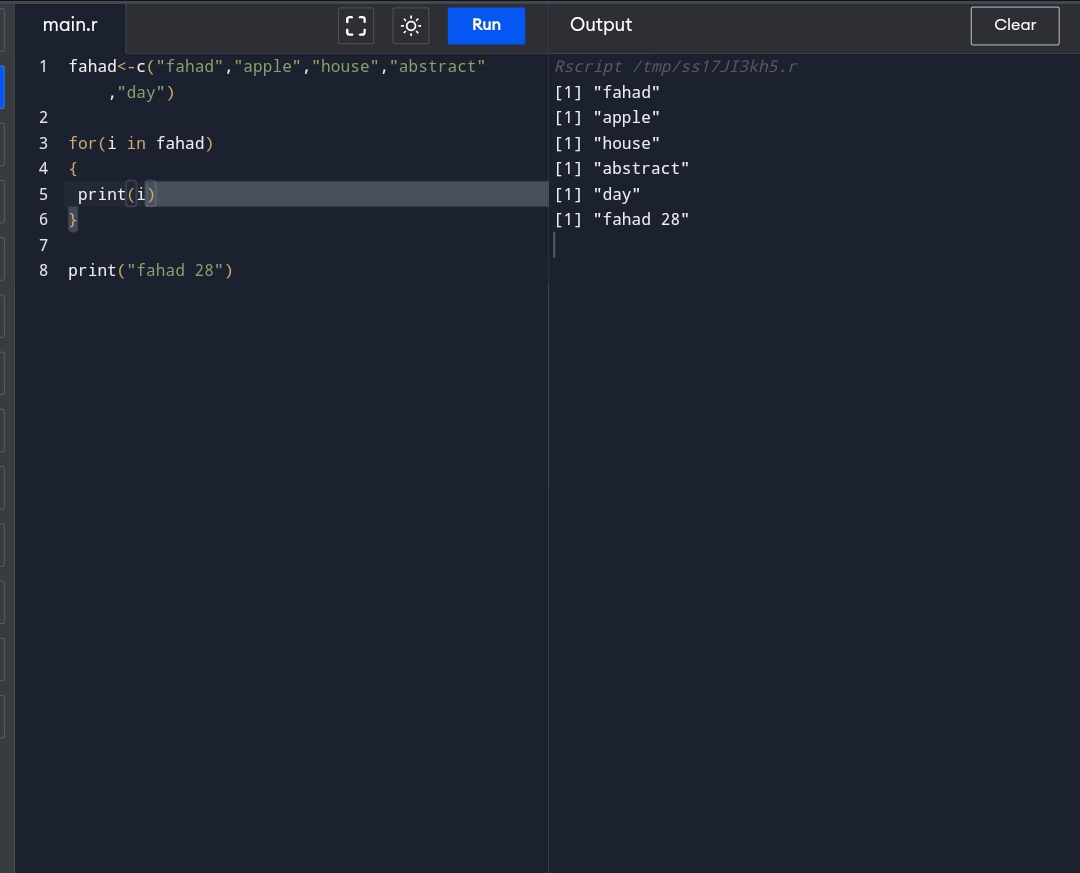 main.r
Run
Output
Clear
1 fahad<-c("fahad","apple","house","abstract"
,"day")
2
3 for(i in fahad)
4 {
5 print(i)
6 }
7
8 print("fahad 28")
Rscript /tmp/ss17JI3kh5.r
[1] "fahad"
[1] "apple"
[1] "house"
[1] "abstract"
[1] "day"
[1] "fahad 28"